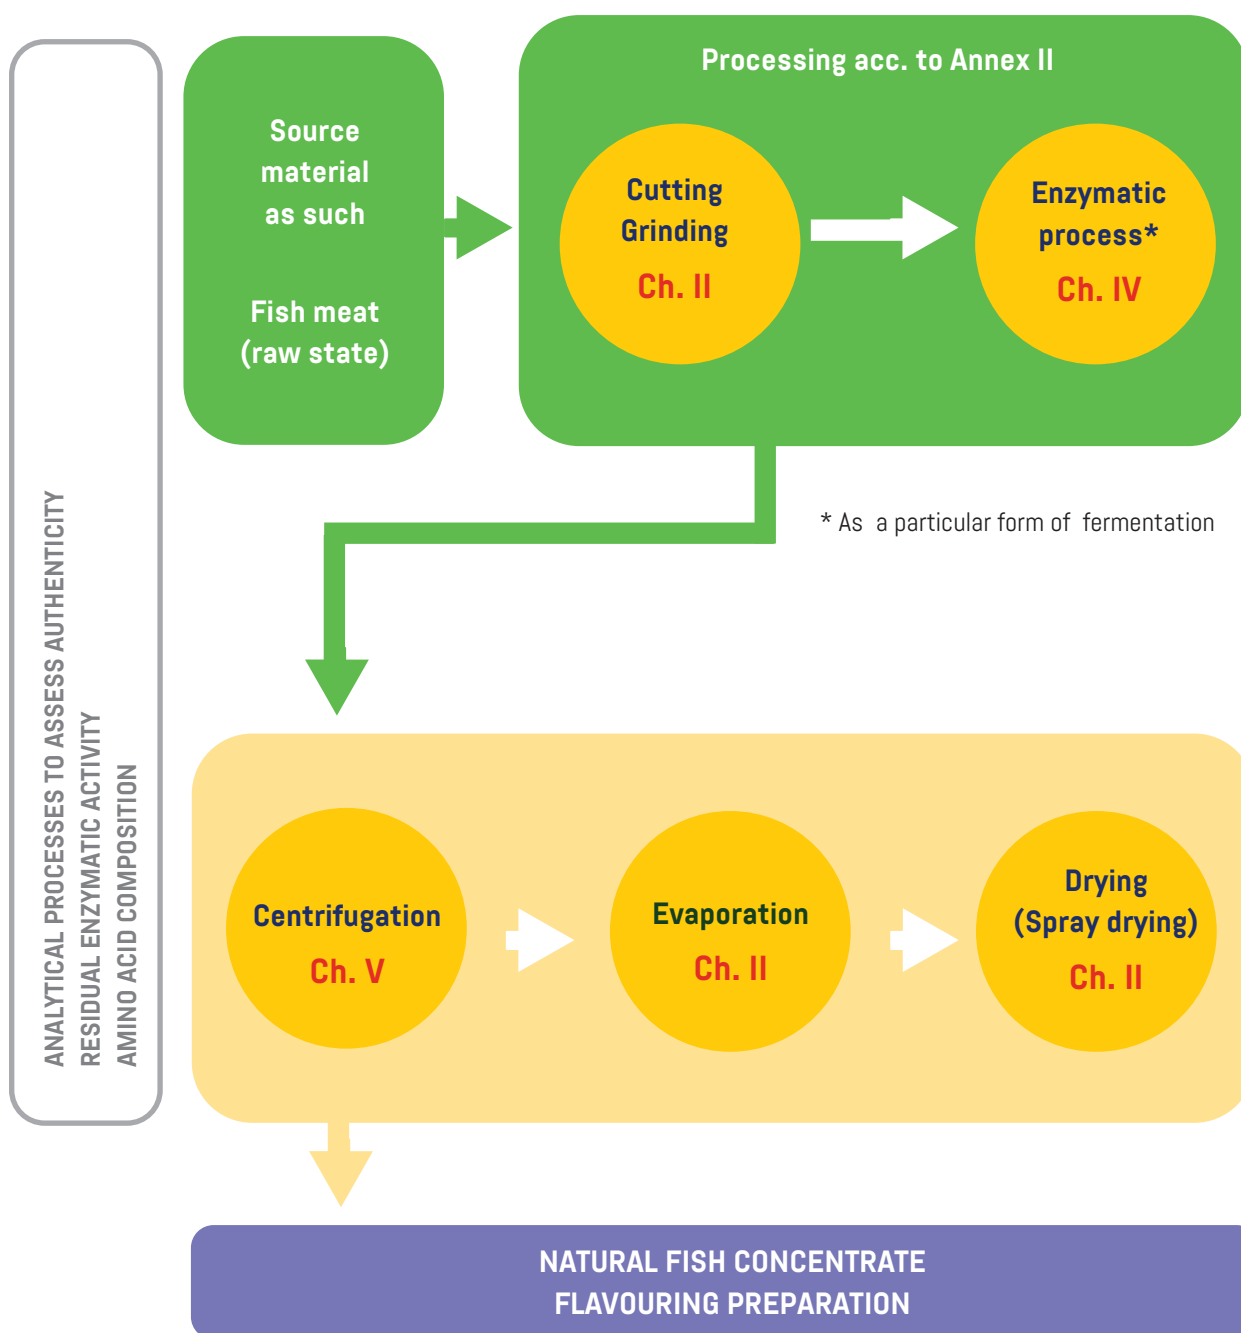 Source
material
as such
Fish meat
(raw state)
Processing acc. to Annex II
Cutting
Grinding
Ch. II
Enzymatic
process*
Ch. IV
* As a particular form of fermentation
ANALYTICAL PROCESSES TO ASSESS AUTHENTICITY
RESIDUAL ENZYMATIC ACTIVITY
AMINO ACID COMPOSITION
Centrifugation
Ch. V
Evaporation
Ch. II
Drying
(Spray drying)
Ch. II
NATURAL FISH CONCENTRATE
FLAVOURING PREPARATION